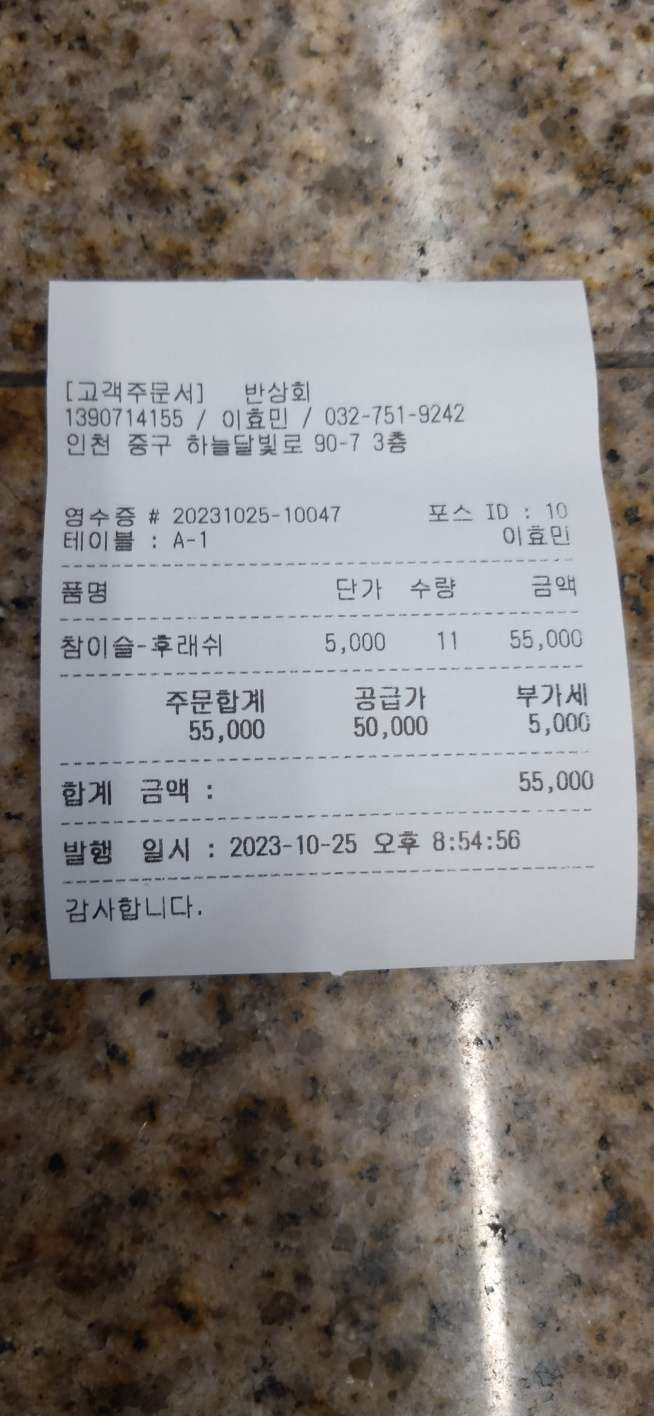 [고객주문서] 반상회
1390714155 / 이효민 / 032-751-9242
인천 중구 하늘달빛로 90-7 3층
영수증 # 20231025-10047 포스 ID : 10
테이블 : A-1 이효민
품명 단가 수량 금액
참이슬-후래쉬 5,000 11 55,000
주문합계 공급가 부가세
55,000 50,000 5,000
합계 금액 : 55,000
발행 일시 : 2023-10-25 오후 8:54:56
감사합니다.